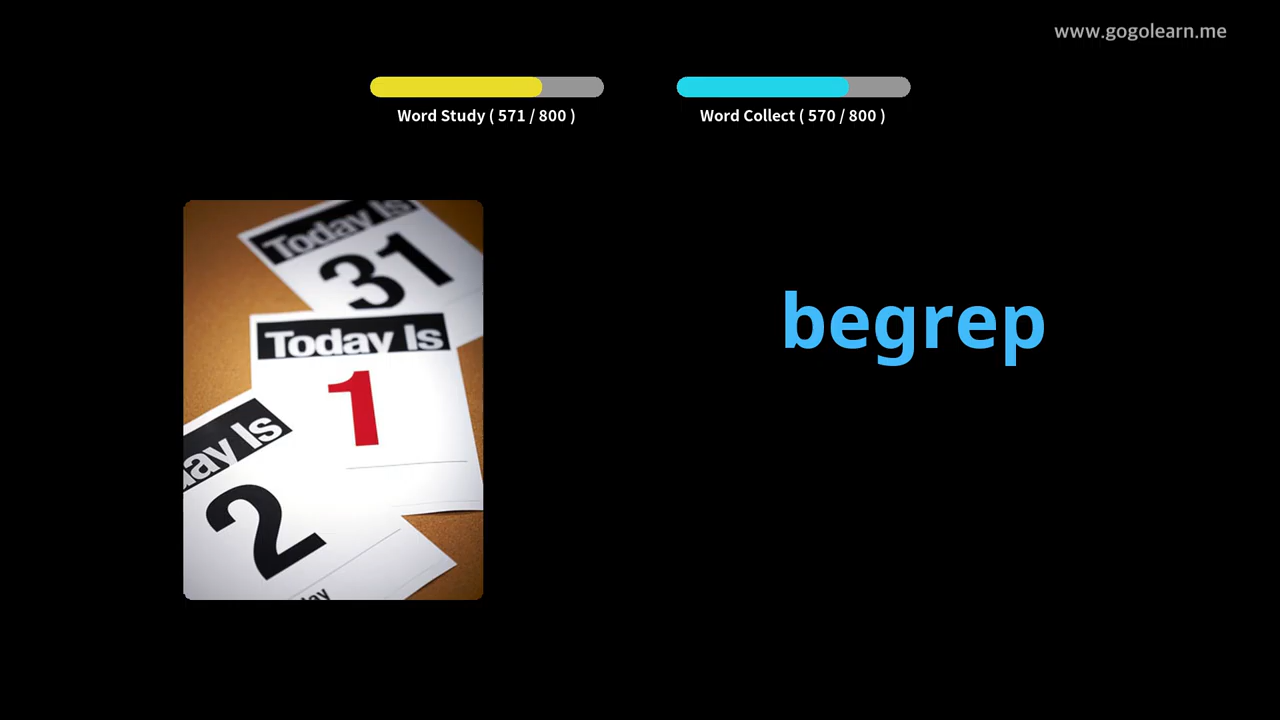 www.gogolearn.me
Word Study ( 571 / 800 )
Word Collect ( 570 / 800 )
Today Is
31
Today Is
1
ay Is
2
ay
begrep